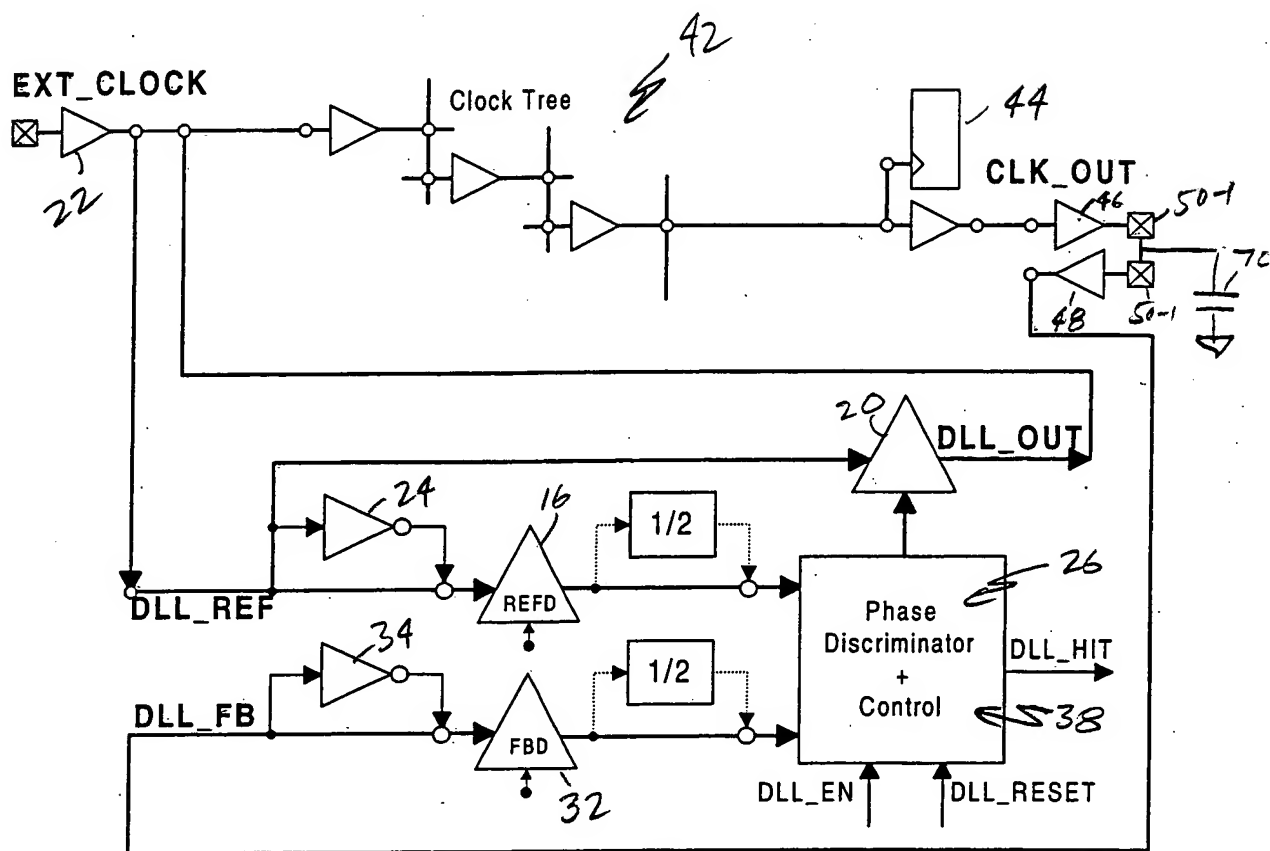 42
EXT_CLOCK
Clock Tree
44
22
CLK_OUT
46
50-1
48
50-1
70
20
DLL_OUT
24
16
1/2
26
REFD
DLL_REF
Phase
Discriminator
+
Control
34
1/2
DLL_HIT
38
DLL_FB
FBD
32
DLL_EN
DLL_RESET